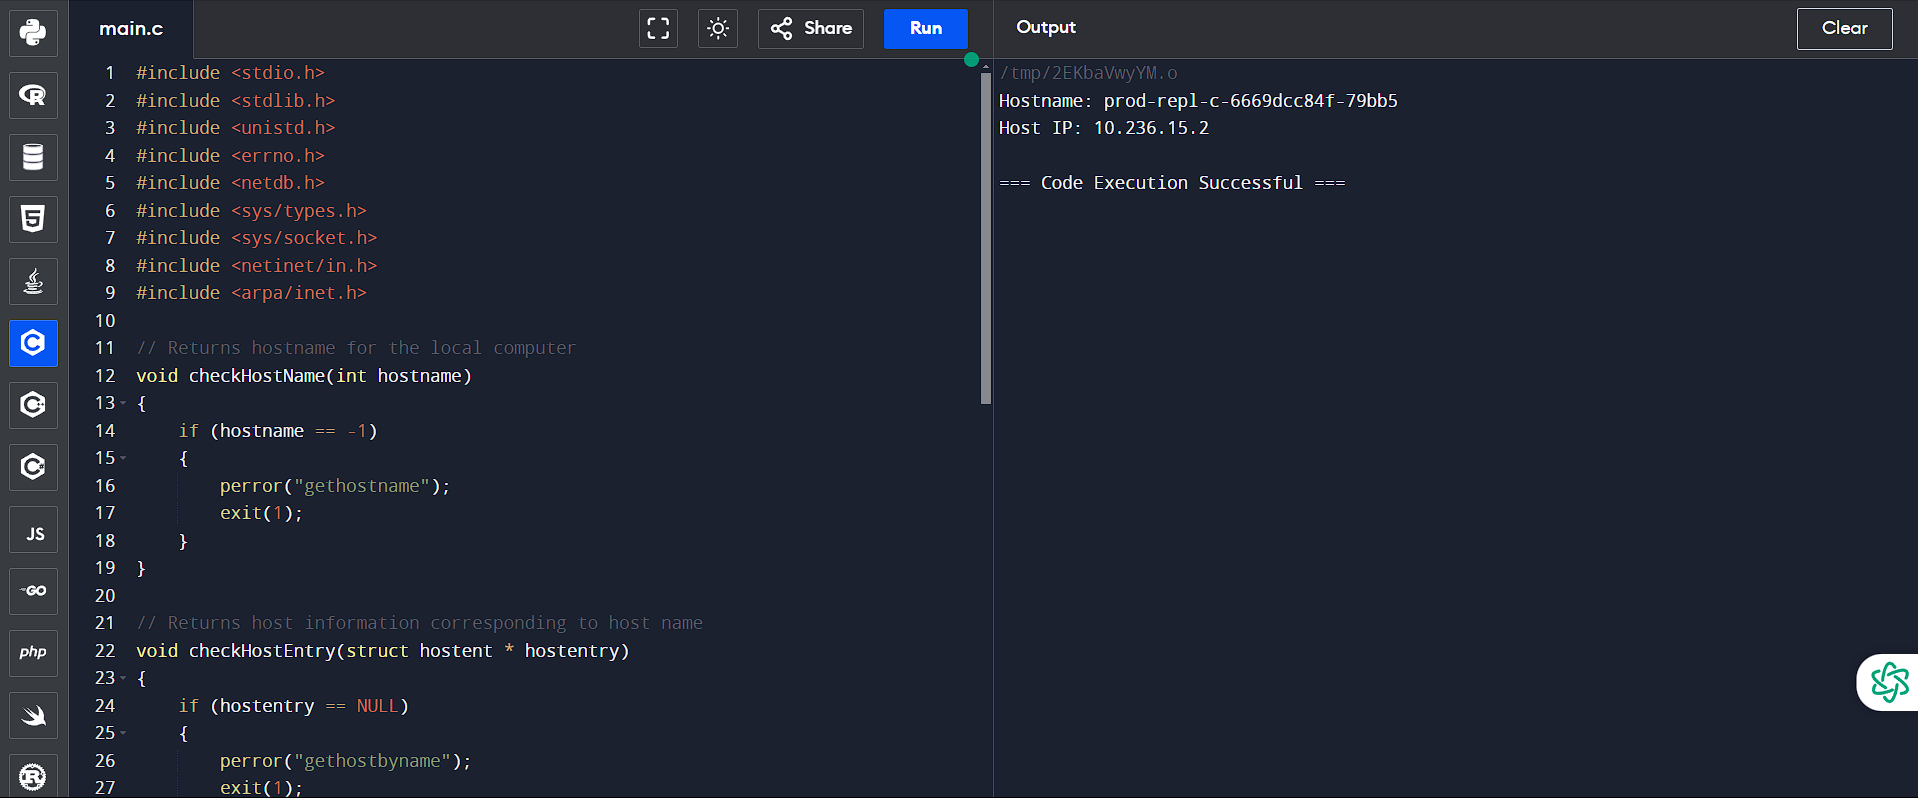 main.c
Share
Run
Output
Clear
1 #include <stdio.h>
2 #include <stdlib.h>
3 #include <unistd.h>
4 #include <errno.h>
5 #include <netdb.h>
6 #include <sys/types.h>
7 #include <sys/socket.h>
8 #include <netinet/in.h>
9 #include <arpa/inet.h>
10
11 // Returns hostname for the local computer
12 void checkHostName(int hostname)
13 {
14     if (hostname == -1)
15     {
16         perror("gethostname");
17         exit(1);
18     }
19 }
20
21 // Returns host information corresponding to host name
22 void checkHostEntry(struct hostent * hostentry)
23 {
24     if (hostentry == NULL)
25     {
26         perror("gethostbyname");
27         exit(1);
/tmp/2EKbaVwyYM.o
Hostname: prod-repl-c-6669dcc84f-79bb5
Host IP: 10.236.15.2
=== Code Execution Successful ===
R
5
C
C++
C#
JS
GO
php
R